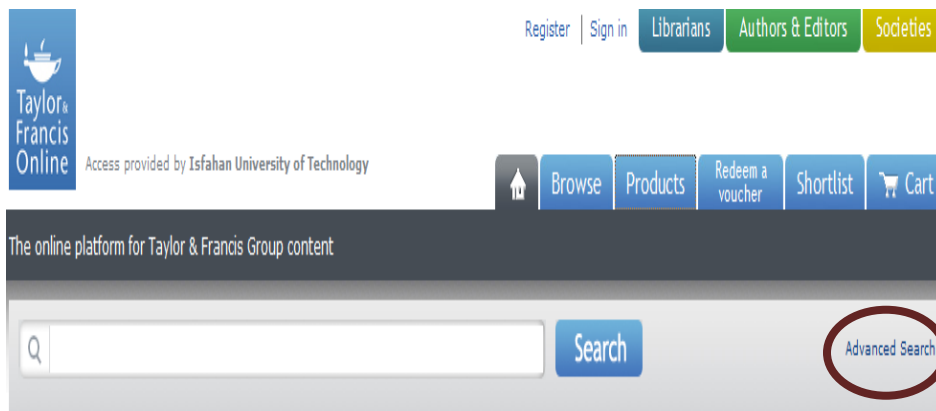 Register Sign in Librarians Authors & Editors Societies
Taylor &
Francis
Online
Access provided by Isfahan University of Technology
Browse Products Redeem a voucher Shortlist Cart
The online platform for Taylor & Francis Group content
Search Advanced Search